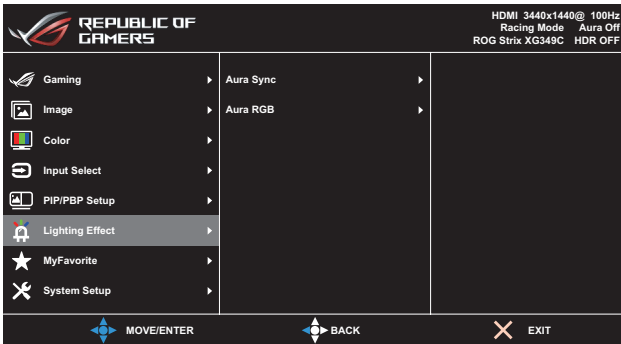 REPUBLIC OF
GAMERS
HDMI 3440x1440@ 100Hz
Racing Mode Aura Off
ROG Strix XG349C HDR OFF
Gaming
Image
Color
Input Select
PIP/PBP Setup
Lighting Effect
MyFavorite
System Setup
Aura Sync
Aura RGB
MOVE/ENTER
BACK
EXIT